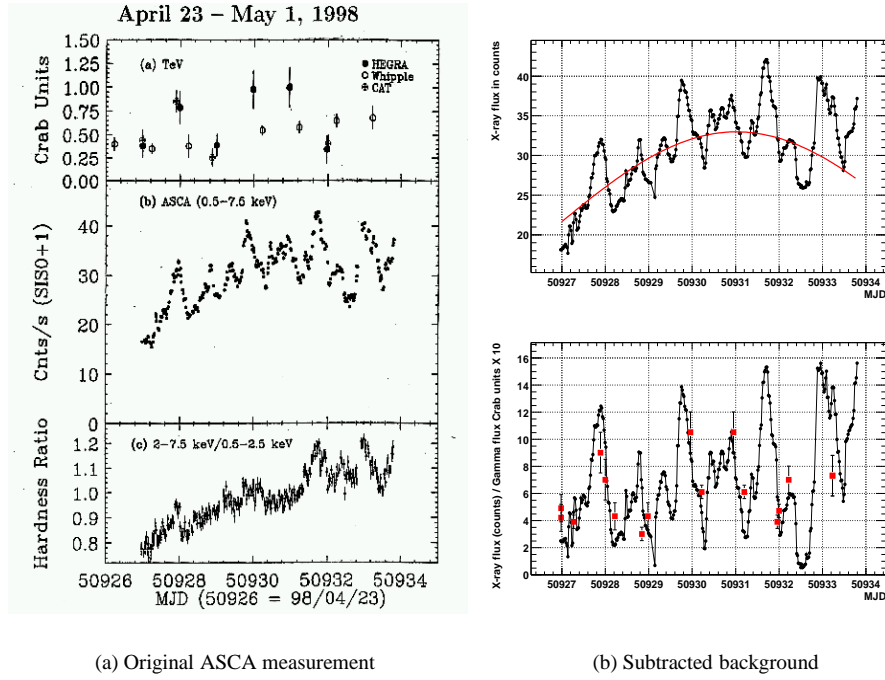 April 23 – May 1, 1998
Crab Units
1.50
1.25
1.00
0.75
0.50
0.25
0.00
(a) TeV
HEGRA
Whipple
CAT
Cnts/s (SIS0+1)
40
30
20
10
0
(b) ASCA (0.5–7.5 keV)
Hardness Ratio
1.2
1.1
1.0
0.9
0.8
(c) 2–7.5 keV/0.5–2.5 keV
50926 50928 50930 50932 50934
MJD (50926 = 98/04/23)
(a) Original ASCA measurement
X-ray flux in counts
40
35
30
25
20
50927 50928 50929 50930 50931 50932 50933 50934
MJD
X-ray flux (counts) / Gamma flux Crab units X 10
16
14
12
10
8
6
4
2
0
50927 50928 50929 50930 50931 50932 50933 50934
MJD
(b) Subtracted background